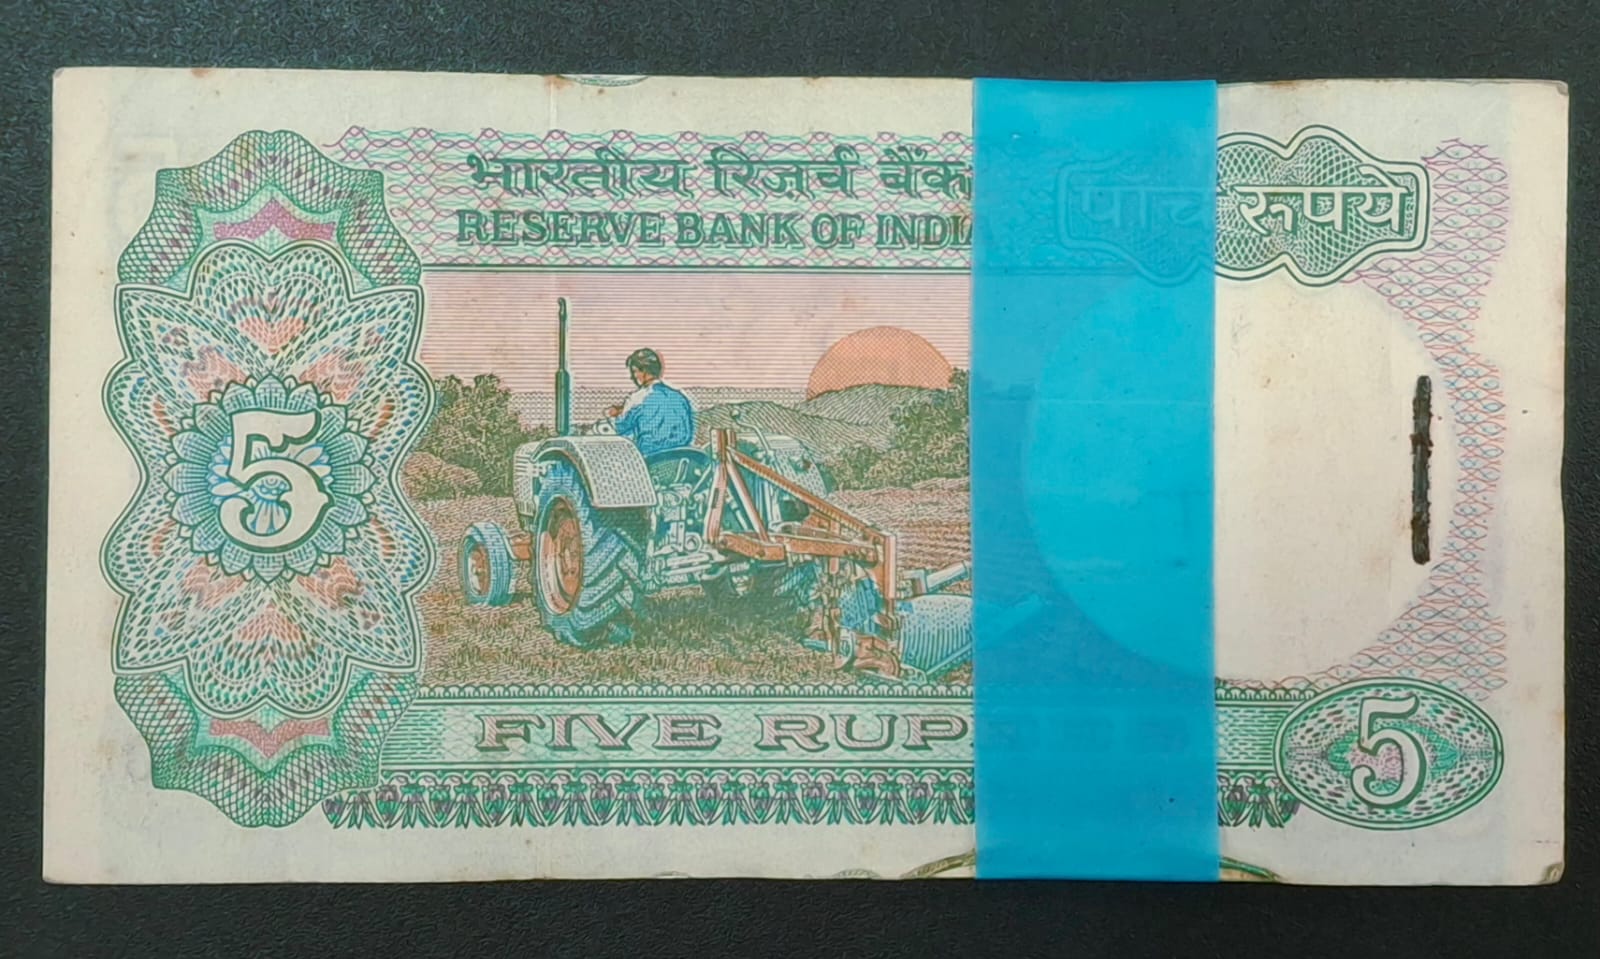 भारतीय रिज़र्व बैंक
पांच रुपये
RESERVE BANK OF INDIA
5
FIVE RUP
5